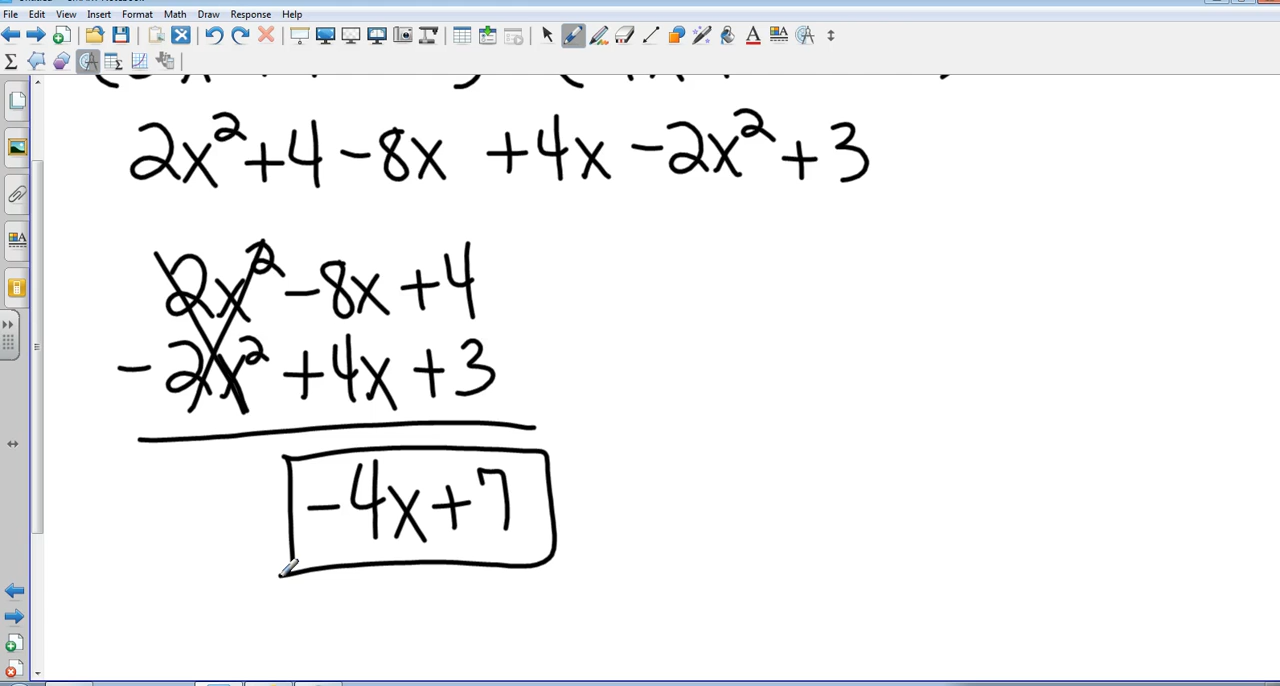 File Edit View Insert Format Math Draw Response Help
2x²+4-8x +4x-2x²+3
2x²-8x+4
-2x²+4x+3
-4x+7